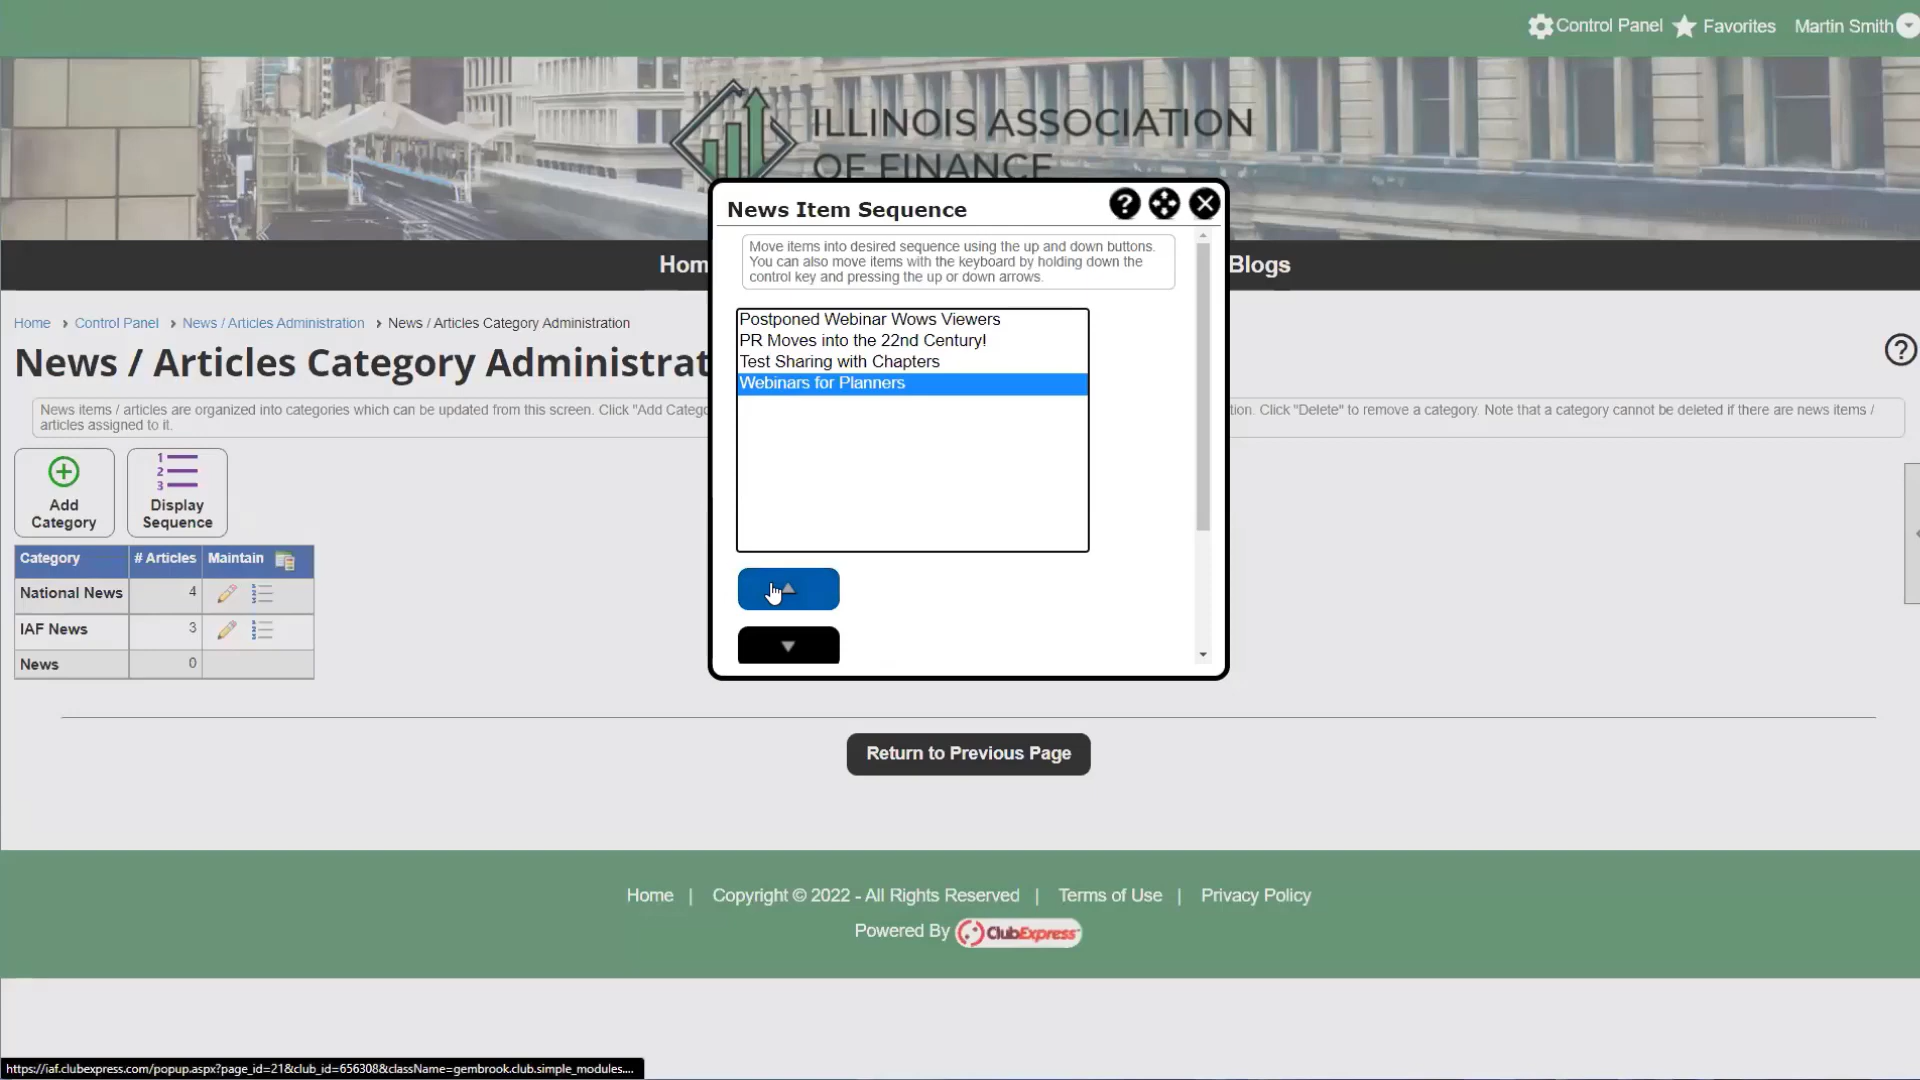 Control Panel Favorites Martin Smith
ILLINOIS ASSOCIATION
OF FINANCE
News Item Sequence
Move items into desired sequence using the up and down buttons.
You can also move items with the keyboard by holding down the
control key and pressing the up or down arrows.
Hom
Blogs
Postponed Webinar Wows Viewers
PR Moves into the 22nd Century!
Test Sharing with Chapters
Webinars for Planners
Home › Control Panel › News / Articles Administration › News / Articles Category Administration
News / Articles Category Administrat
News items / articles are organized into categories which can be updated from this screen. Click "Add Categ
tion. Click "Delete" to remove a category. Note that a category cannot be deleted if there are news items /
articles assigned to it.
Add
Category
1
2
3
Display
Sequence
Category # Articles Maintain
National News 4
IAF News 3
News 0
Return to Previous Page
Home | Copyright © 2022 - All Rights Reserved | Terms of Use | Privacy Policy
Powered By ClubExpress
https://iaf.clubexpress.com/popup.aspx?page_id=21&club_id=656308&className=gembrook.club.simple_modules....